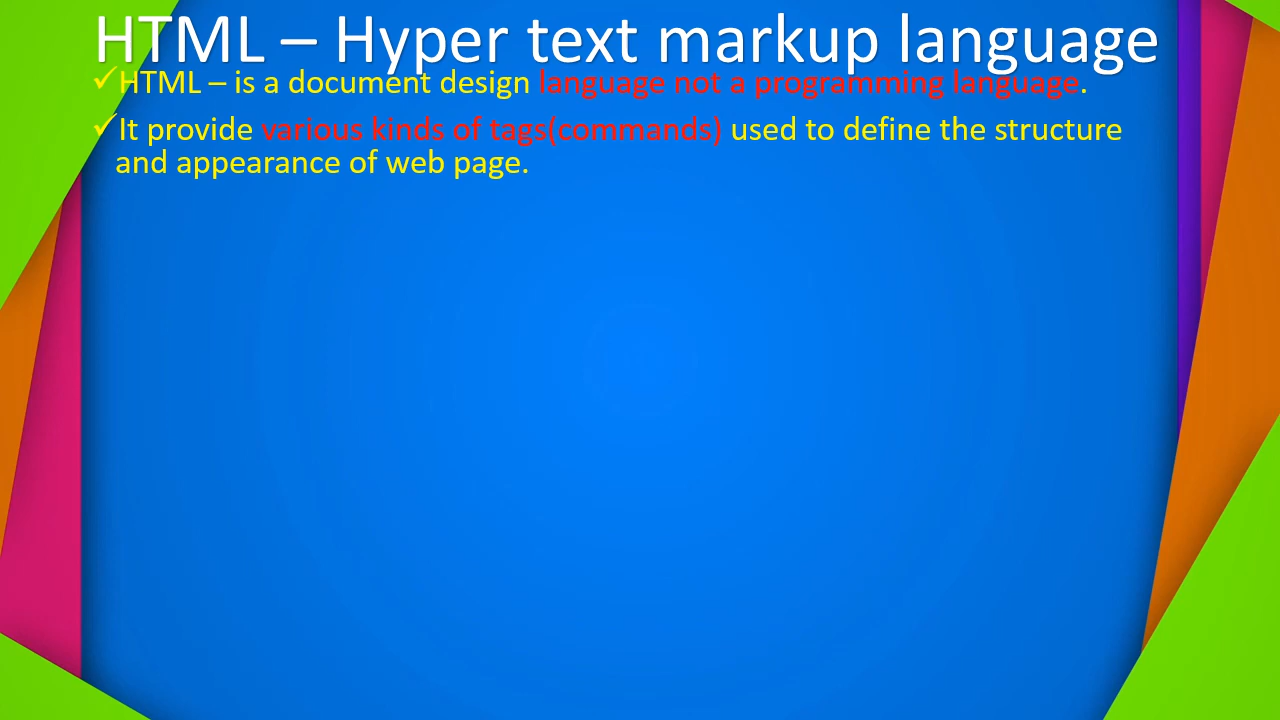 HTML – Hyper text markup language
✓HTML – is a document design language not a programming language.
✓It provide various kinds of tags(commands) used to define the structure
and appearance of web page.